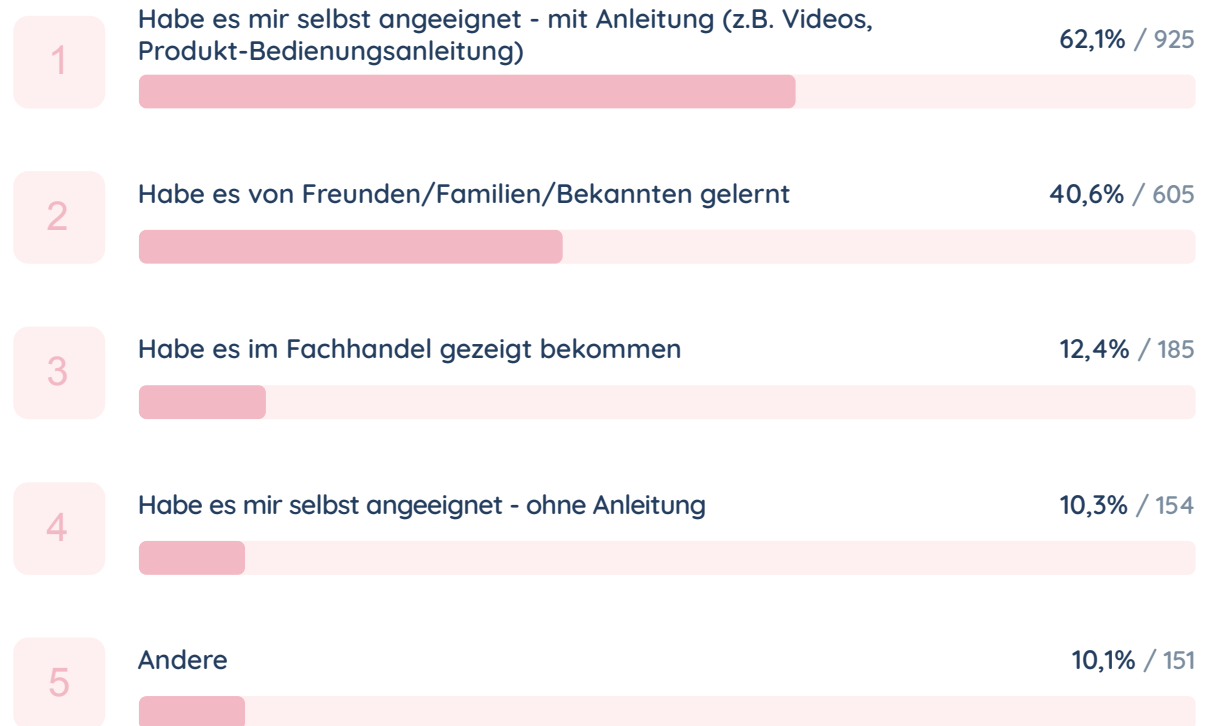 1
Habe es mir selbst angeeignet - mit Anleitung (z.B. Videos,
Produkt-Bedienungsanleitung)
62,1% / 925
2
Habe es von Freunden/Familien/Bekannten gelernt
40,6% / 605
3
Habe es im Fachhandel gezeigt bekommen
12,4% / 185
4
Habe es mir selbst angeeignet - ohne Anleitung
10,3% / 154
5
Andere
10,1% / 151